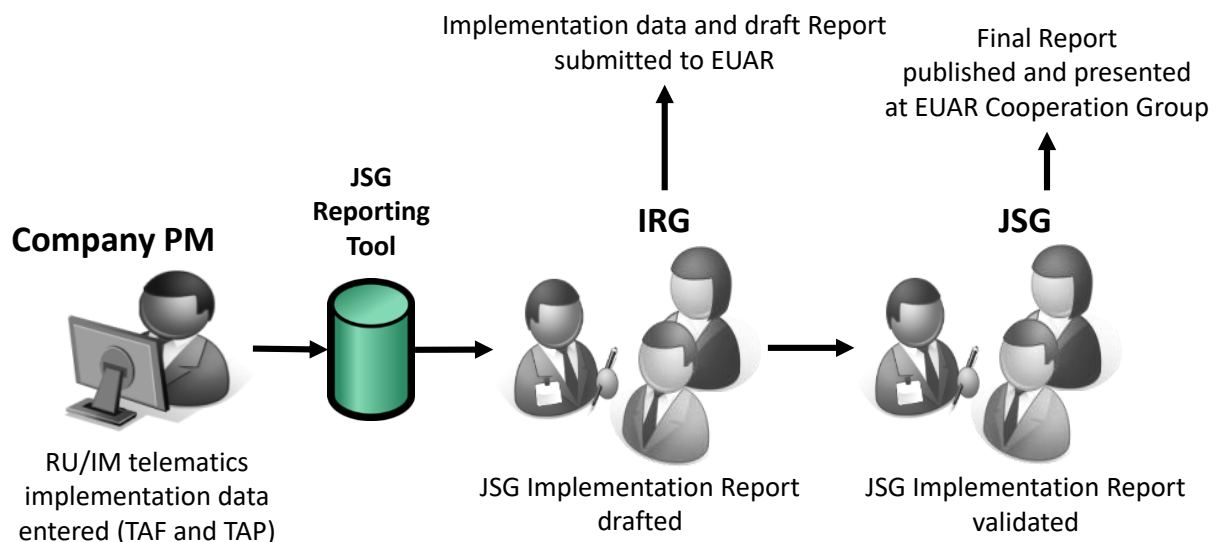 Implementation data and draft Report
submitted to EUAR
Final Report
published and presented
at EUAR Cooperation Group
JSG
Reporting
Tool
Company PM
IRG
JSG
RU/IM telematics
implementation data
entered (TAF and TAP)
JSG Implementation Report
drafted
JSG Implementation Report
validated